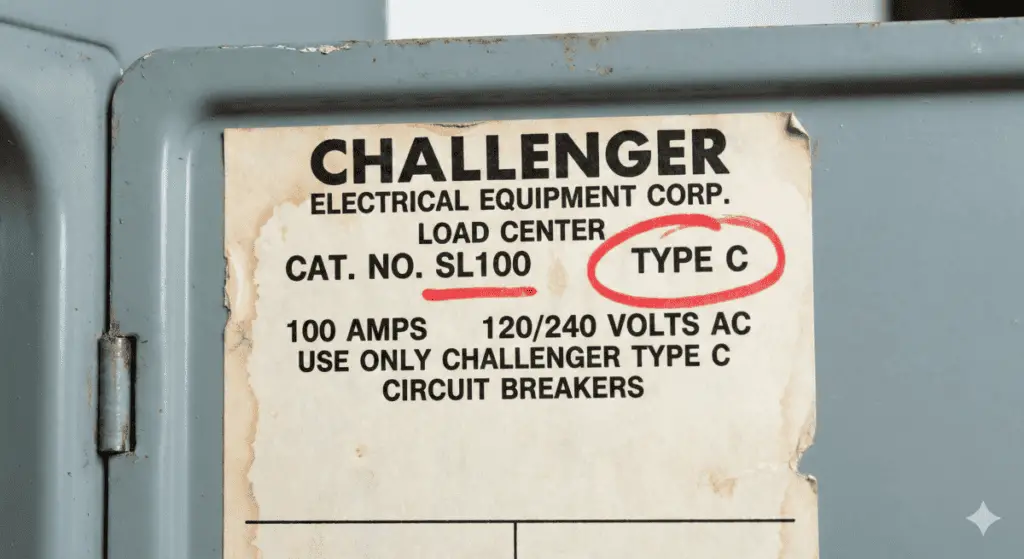 CHALLENGER
ELECTRICAL EQUIPMENT CORP.
LOAD CENTER
CAT. NO. SL100 TYPE C
100 AMPS 120/240 VOLTS AC
USE ONLY CHALLENGER TYPE C
CIRCUIT BREAKERS